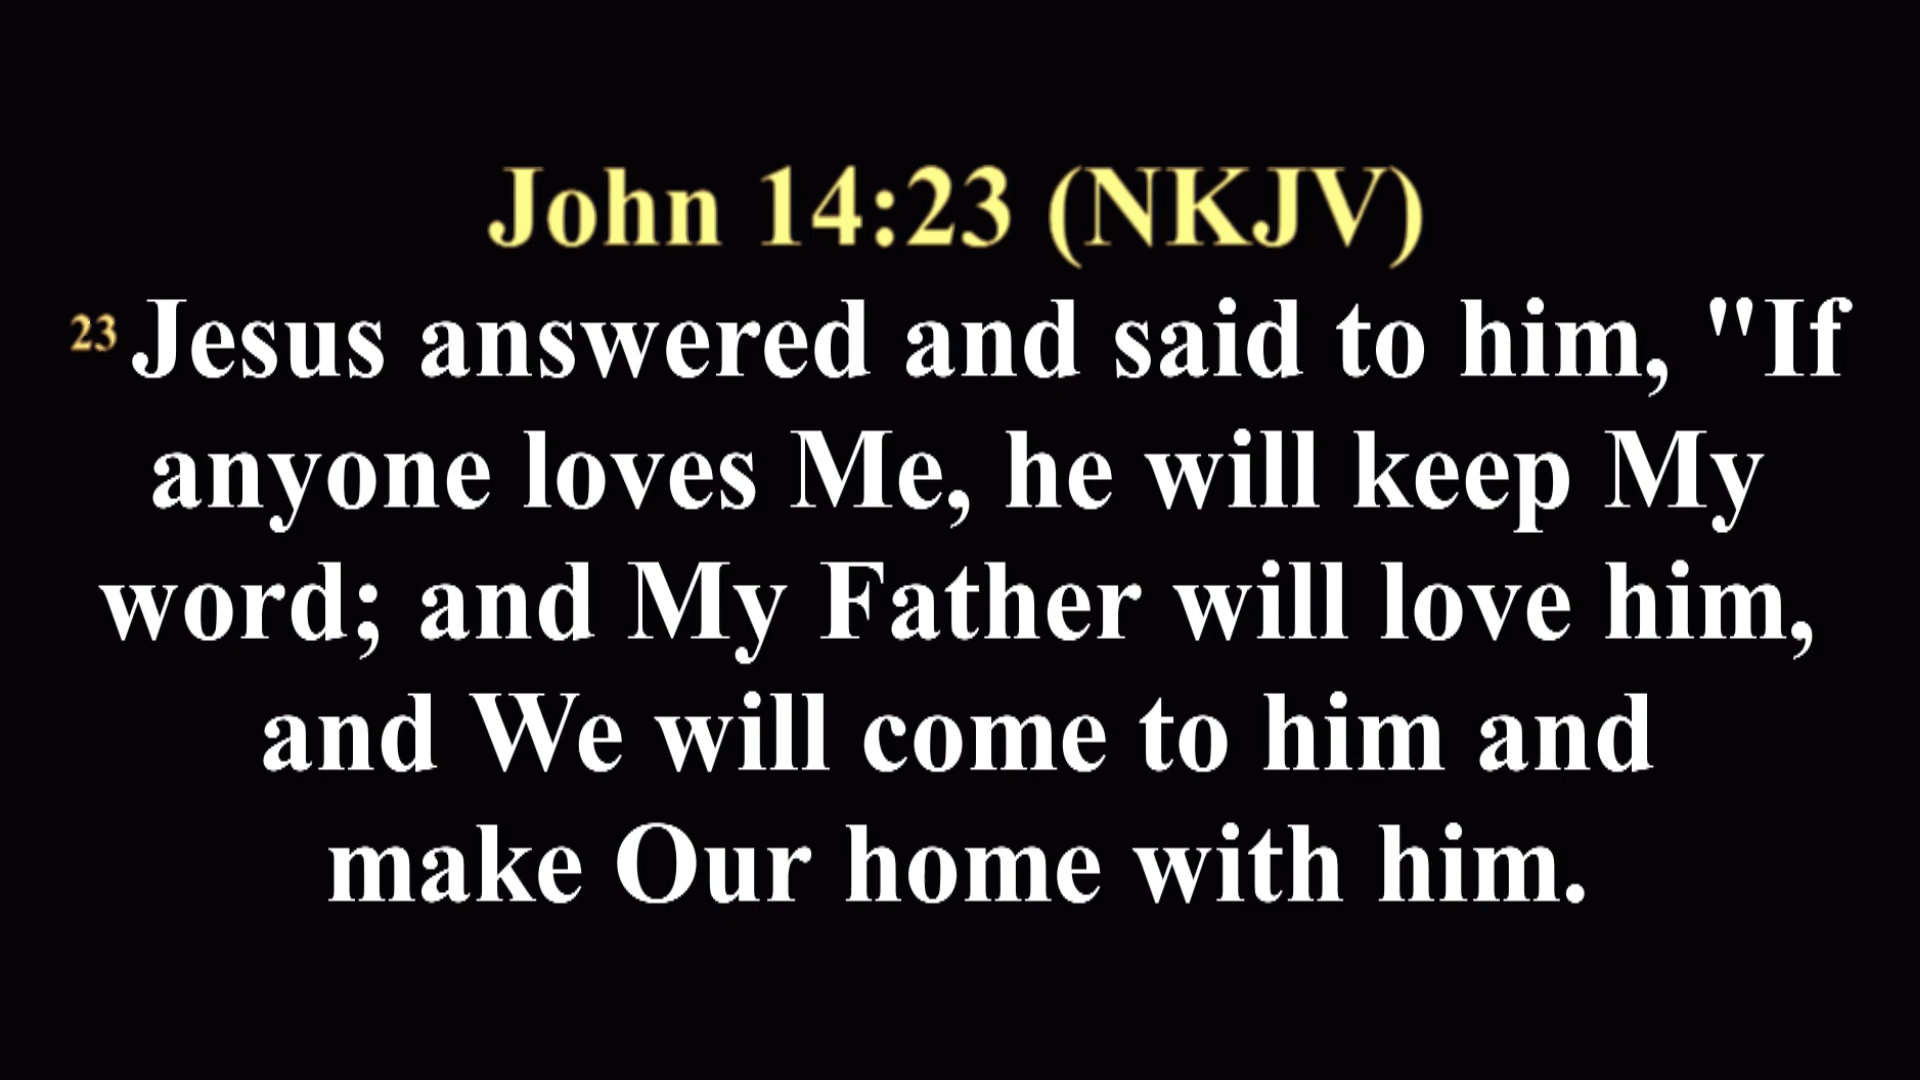 John 14:23 (NKJV)
23 Jesus answered and said to him, "If
anyone loves Me, he will keep My
word; and My Father will love him,
and We will come to him and
make Our home with him.